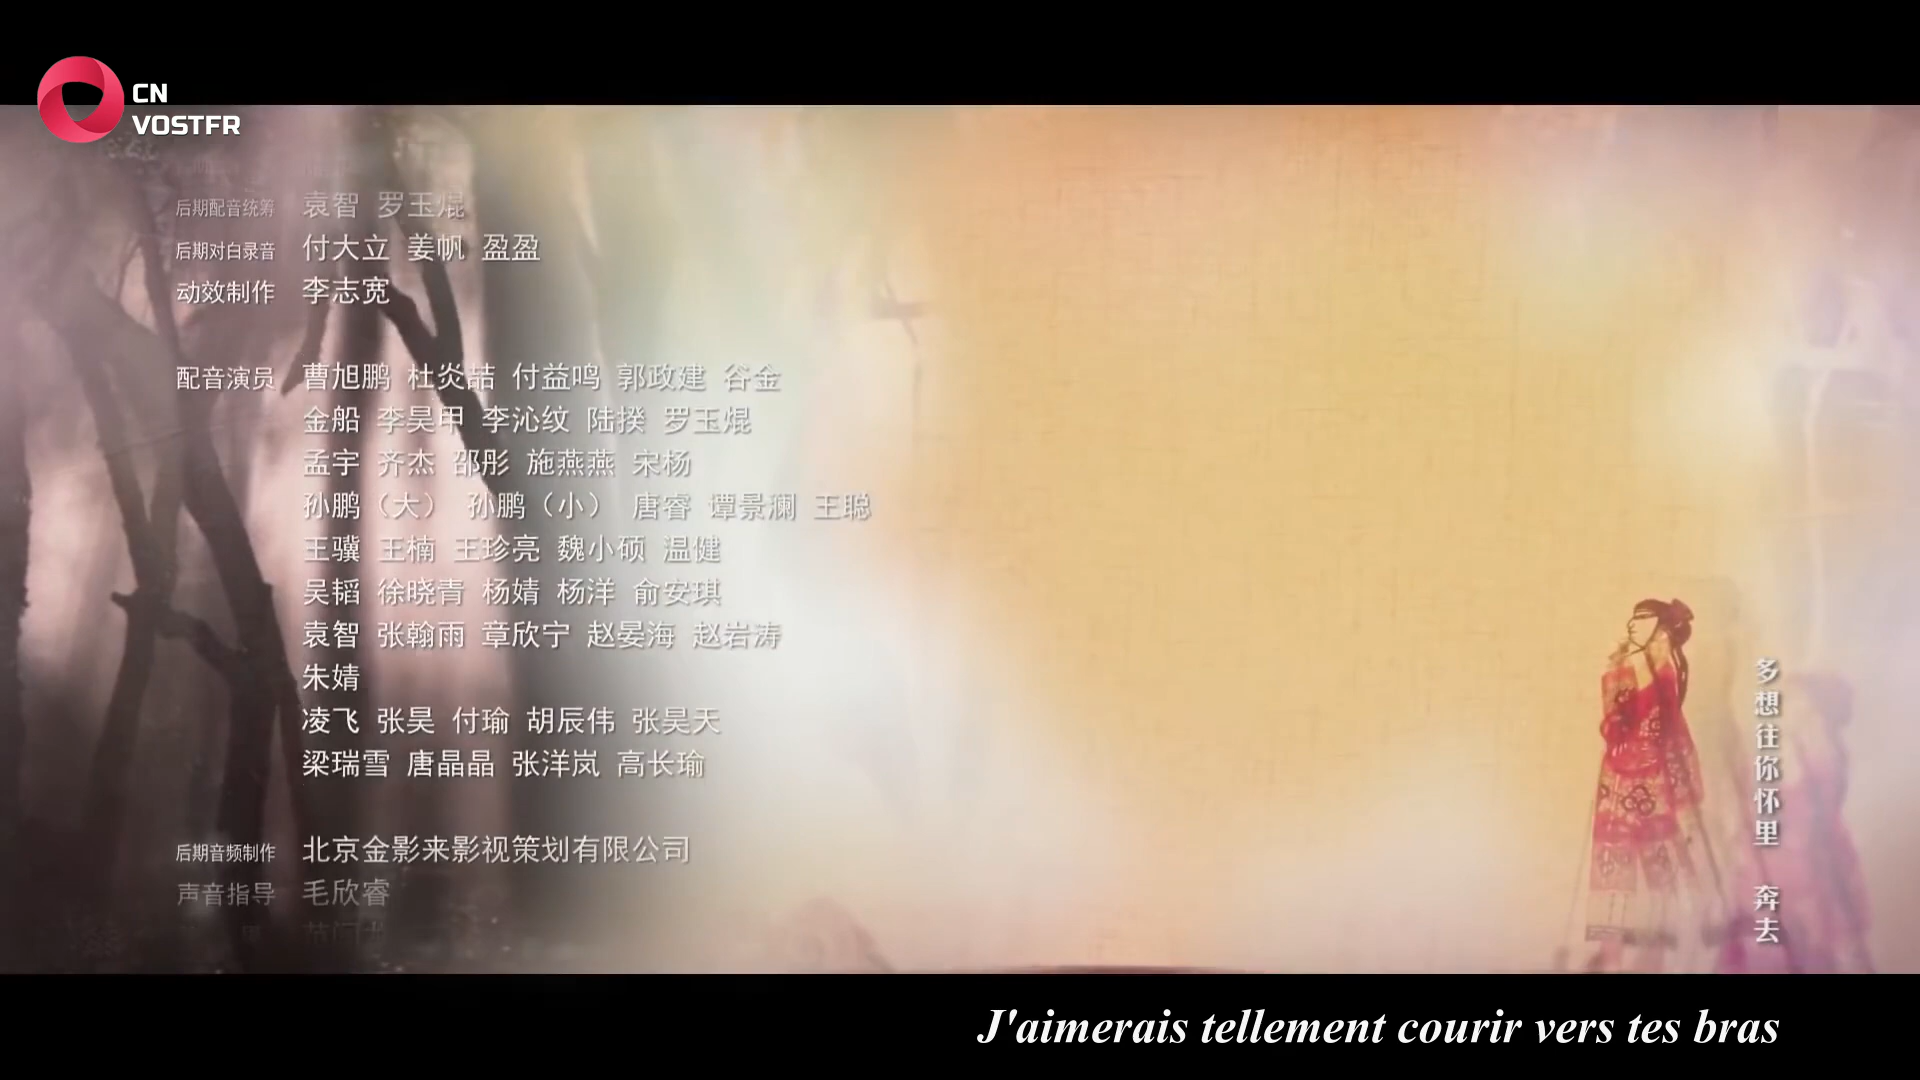 CN
VOSTFR
后期配音统筹 袁智 罗玉焜
后期对白录音 付大立 姜帆 盈盈
动效制作 李志宽
配音演员 曹旭鹏 杜炎喆 付益鸣 郭政建 谷金
金船 李昊甲 李沁纹 陆揆 罗玉焜
孟宇 齐杰 邵彤 施燕燕 宋杨
孙鹏（大） 孙鹏（小） 唐睿 谭景澜 王聪
王骥 王楠 王珍亮 魏小硕 温健
吴韬 徐晓青 杨婧 杨洋 俞安琪
袁智 张翰雨 章欣宁 赵晏海 赵岩涛
朱婧
凌飞 张昊 付瑜 胡辰伟 张昊天
梁瑞雪 唐晶晶 张洋岚 高长瑜
后期音频制作 北京金影来影视策划有限公司
声音指导 毛欣睿
多想往你怀里 奔去
J'aimerais tellement courir vers tes bras